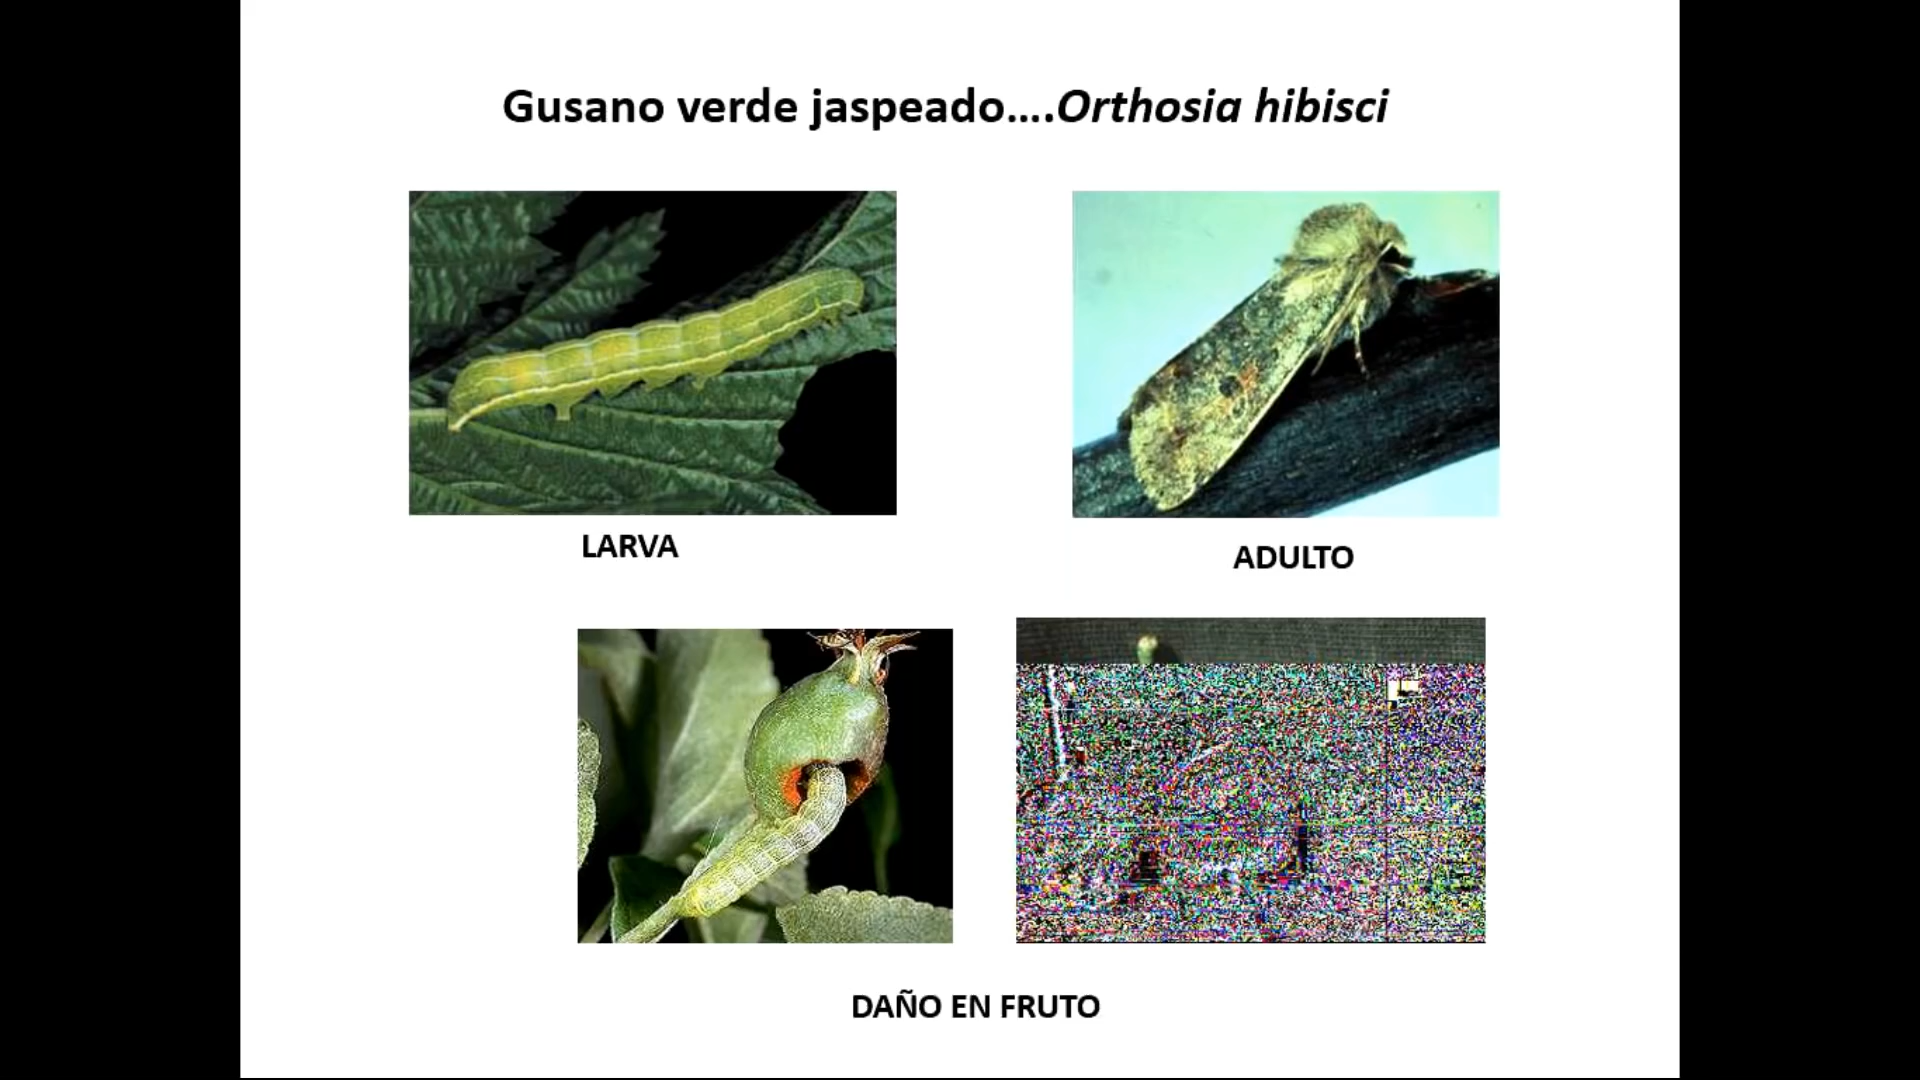 Gusano verde jaspeado....Orthosia hibisci
LARVA
ADULTO
DAÑO EN FRUTO